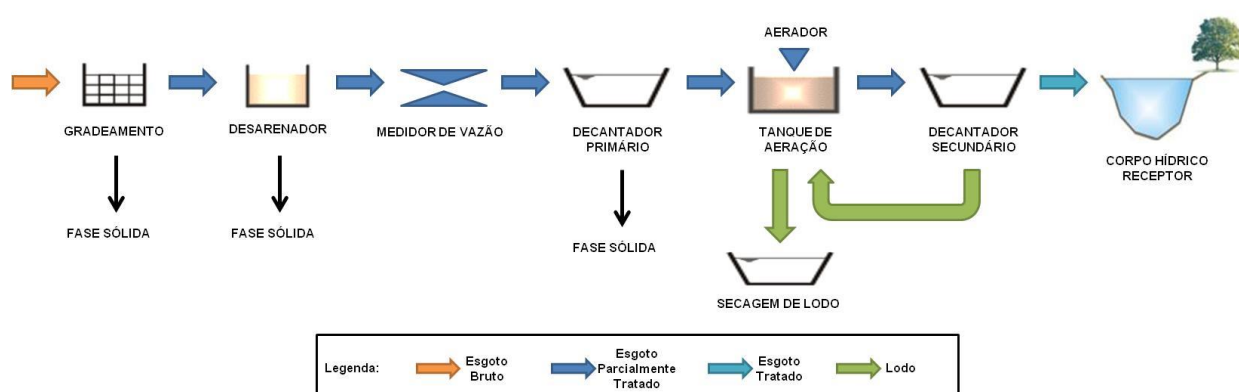 AERADOR
GRADEAMENTO
DESARENADOR
MEDIDOR DE VAZÃO
DECANTADOR
PRIMÁRIO
TANQUE DE
AERAÇÃO
DECANTADOR
SECUNDÁRIO
CORPO HÍDRICO
RECEPTOR
FASE SÓLIDA
FASE SÓLIDA
FASE SÓLIDA
SECAGEM DE LODO
Legenda:
Esgoto
Bruto
Esgoto
Parcialmente
Tratado
Esgoto
Tratado
Lodo